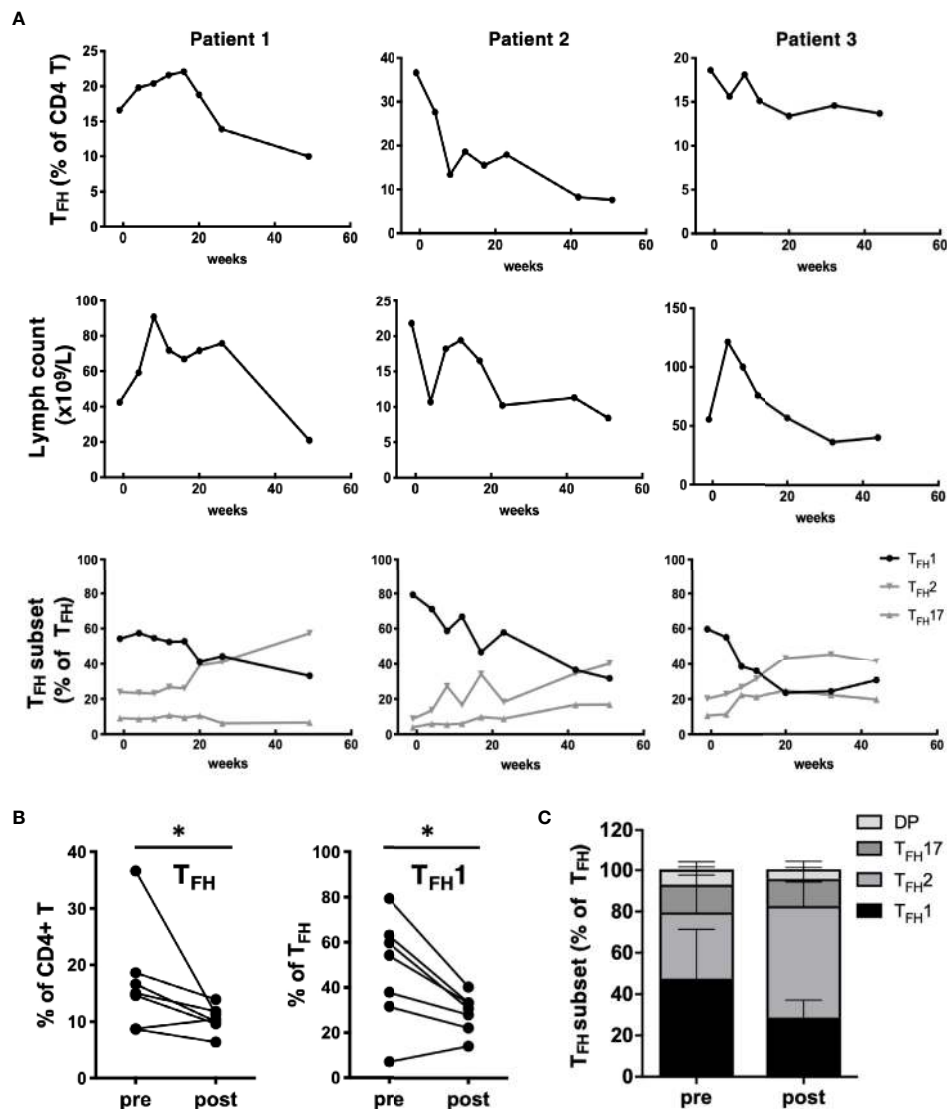 A
Patient 1
Patient 2
Patient 3
TFH (% of CD4 T)
25
20
15
10
5
0
0 20 40 60
weeks
40
30
20
10
0
0 20 40 60
weeks
20
15
10
5
0
0 20 40 60
weeks
Lymph count
(x10⁹/L)
100
80
60
40
20
0
0 20 40 60
weeks
25
20
15
10
5
0
0 20 40 60
weeks
150
100
50
0
0 20 40 60
weeks
TFH subset
(% of TFH)
100
80
60
40
20
0
0 20 40 60
weeks
100
80
60
40
20
0
0 20 40 60
weeks
100
80
60
40
20
0
0 20 40 60
weeks
TFH1
TFH2
TFH17
B
% of CD4+ T
40
30
20
10
0
*
TFH
pre post
% of TFH
100
80
60
40
20
0
*
TFH1
pre post
C
TFH subset (% of TFH)
120
100
80
60
40
20
0
pre post
DP
TFH17
TFH2
TFH1